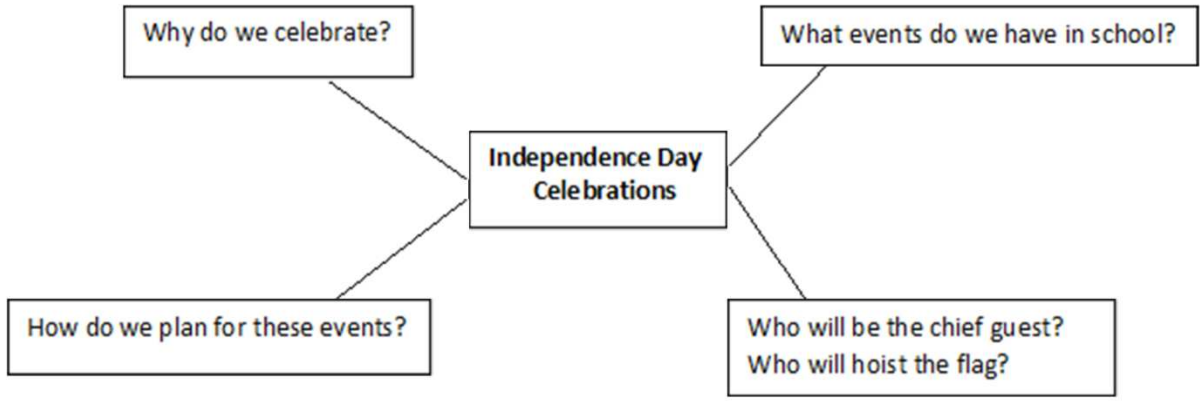 Why do we celebrate?
What events do we have in school?
Independence Day
Celebrations
How do we plan for these events?
Who will be the chief guest?
Who will hoist the flag?